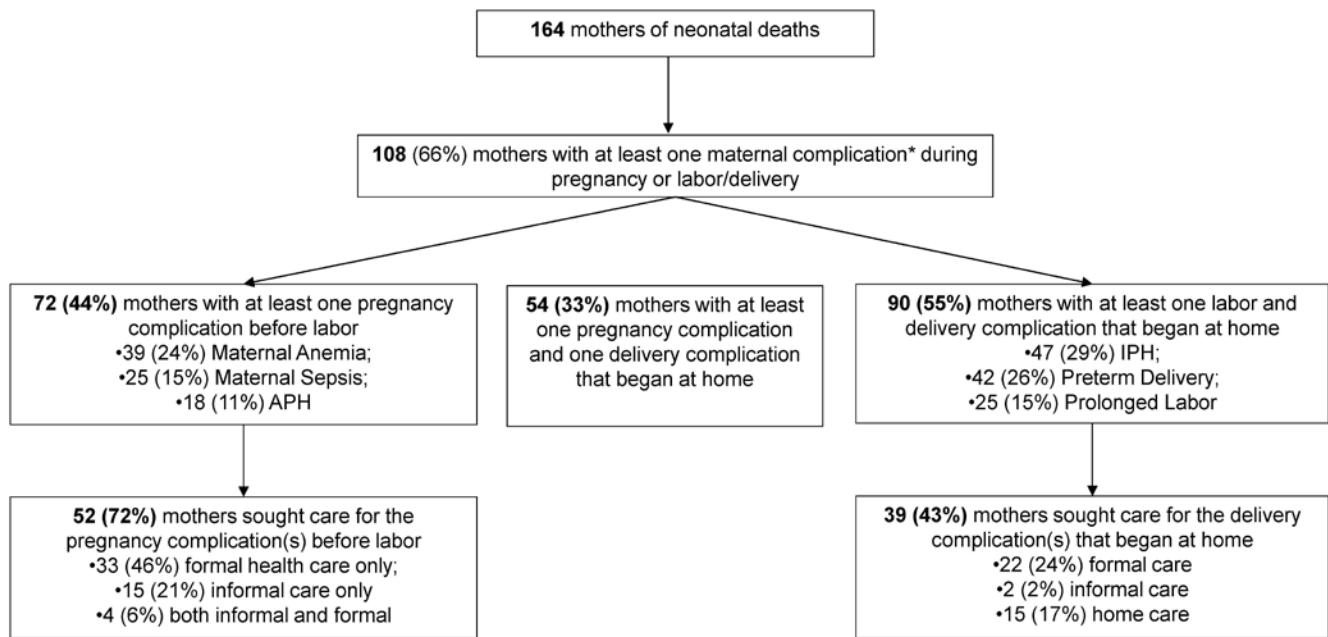 164 mothers of neonatal deaths
108 (66%) mothers with at least one maternal complication* during
pregnancy or labor/delivery
72 (44%) mothers with at least one pregnancy
complication before labor
•39 (24%) Maternal Anemia;
•25 (15%) Maternal Sepsis;
•18 (11%) APH
54 (33%) mothers with at least
one pregnancy complication
and one delivery complication
that began at home
90 (55%) mothers with at least one labor and
delivery complication that began at home
•47 (29%) IPH;
•42 (26%) Preterm Delivery;
•25 (15%) Prolonged Labor
52 (72%) mothers sought care for the
pregnancy complication(s) before labor
•33 (46%) formal health care only;
•15 (21%) informal care only
•4 (6%) both informal and formal
39 (43%) mothers sought care for the delivery
complication(s) that began at home
•22 (24%) formal care
•2 (2%) informal care
•15 (17%) home care